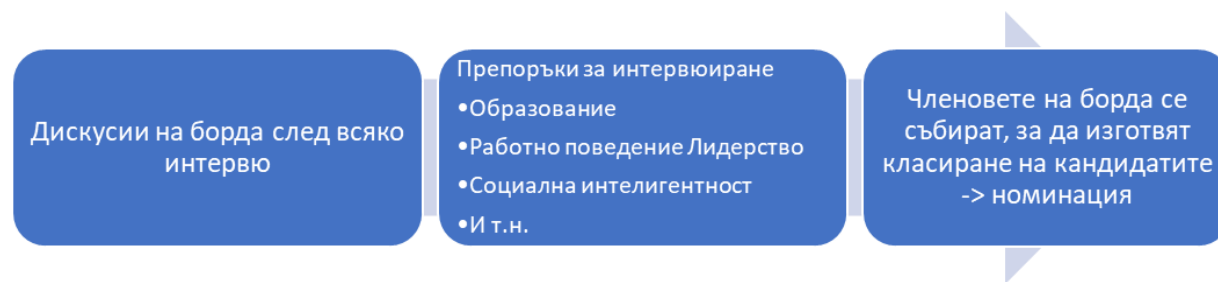 Дискусии на борда след всяко
интервю
Препоръки за интервюиране
•Образование
•Работно поведение Лидерство
•Социална интелигентност
•И т.н.
Членовете на борда се
събират, за да изготвят
класиране на кандидатите
-> номинация